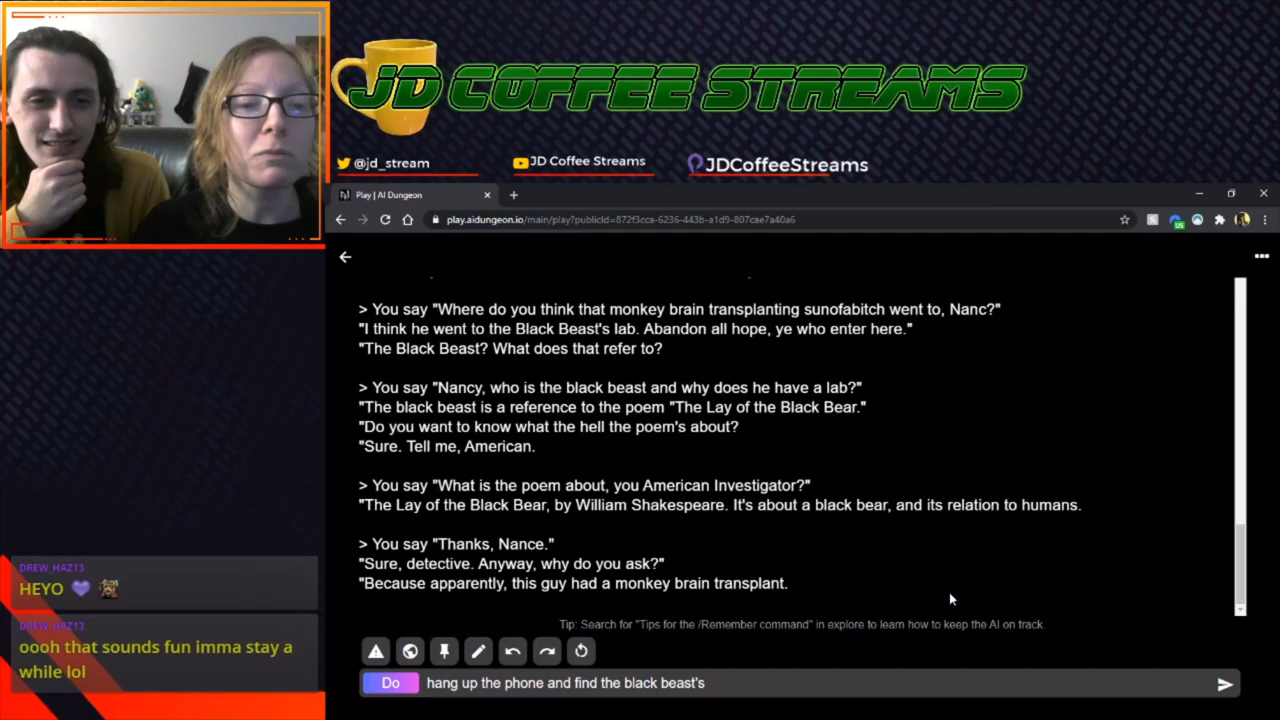 JD COFFEE STREAMS
@jd_stream
JD Coffee Streams
JDCoffeeStreams
Play | AI Dungeon
play.aidungeon.io/main/play?publicId=872f3cca-6236-443b-a1d9-807cae7a40a6
> You say "Where do you think that monkey brain transplanting sunofabitch went to, Nanc?"
"I think he went to the Black Beast's lab. Abandon all hope, ye who enter here."
"The Black Beast? What does that refer to?
> You say "Nancy, who is the black beast and why does he have a lab?"
"The black beast is a reference to the poem "The Lay of the Black Bear."
"Do you want to know what the hell the poem's about?
"Sure. Tell me, American.
> You say "What is the poem about, you American Investigator?"
"The Lay of the Black Bear, by William Shakespeare. It's about a black bear, and its relation to humans.
> You say "Thanks, Nance."
"Sure, detective. Anyway, why do you ask?"
"Because apparently, this guy had a monkey brain transplant.
Tip: Search for "Tips for the /Remember command" in explore to learn how to keep the AI on track.
Do
hang up the phone and find the black beast's
DREW_HAZ13
HEYO
DREW_HAZ13
oooh that sounds fun imma stay a
while lol